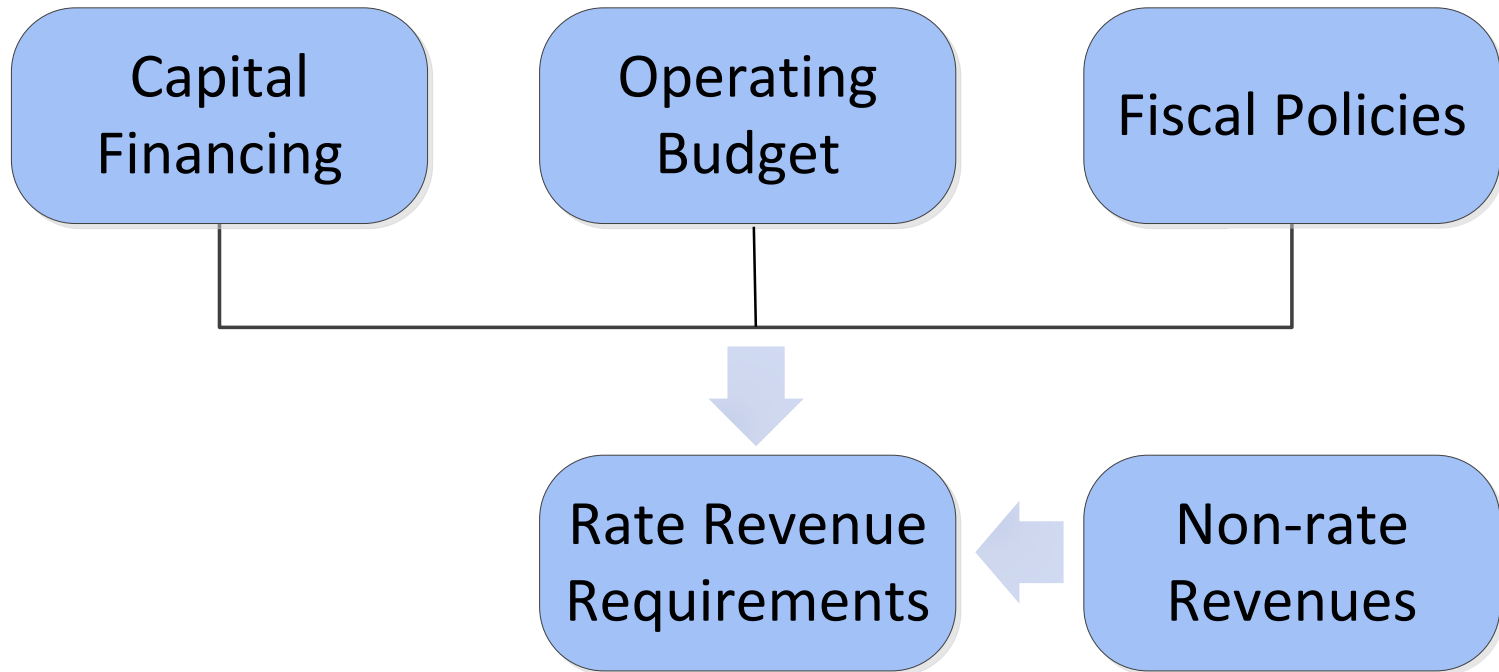 Capital
Financing
Operating
Budget
Fiscal Policies
Rate Revenue
Requirements
Non-rate
Revenues